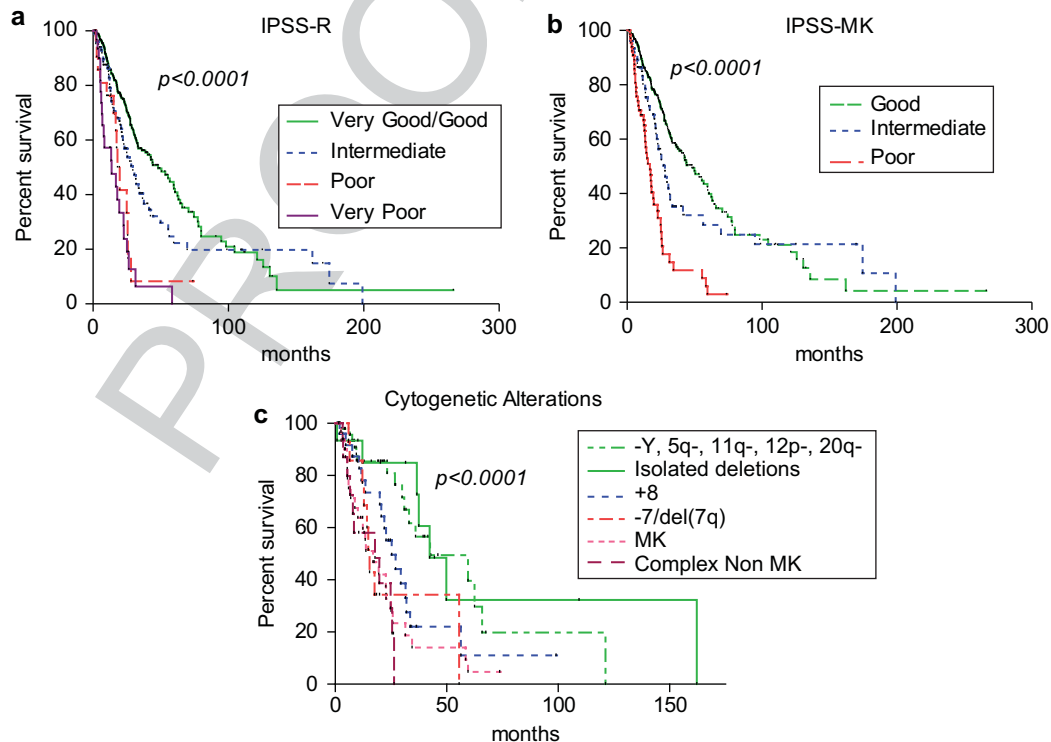 a
IPSS-R
100
80
60
40
20
0
Percent survival
p<0.0001
Very Good/Good
Intermediate
Poor
Very Poor
0
100
200
300
months
b
IPSS-MK
100
80
60
40
20
0
Percent survival
p<0.0001
Good
Intermediate
Poor
0
100
200
300
months
c
Cytogenetic Alterations
100
80
60
40
20
0
Percent survival
p<0.0001
-Y, 5q-, 11q-, 12p-, 20q-
Isolated deletions
+8
-7/del(7q)
MK
Complex Non MK
0
50
100
150
months
PROO